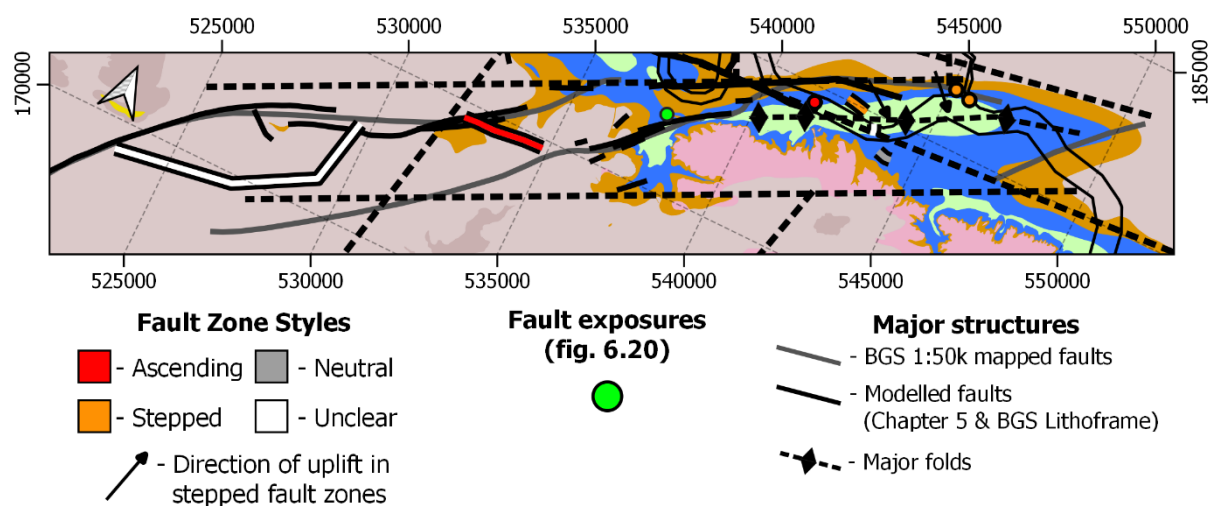 525000 530000 535000 540000 545000 550000
170000
185000
525000 530000 535000 540000 545000 550000
Fault Zone Styles
- Ascending
- Neutral
- Stepped
- Unclear
- Direction of uplift in
stepped fault zones
Fault exposures
(fig. 6.20)
Major structures
- BGS 1:50k mapped faults
- Modelled faults
(Chapter 5 & BGS Lithoframe)
- Major folds